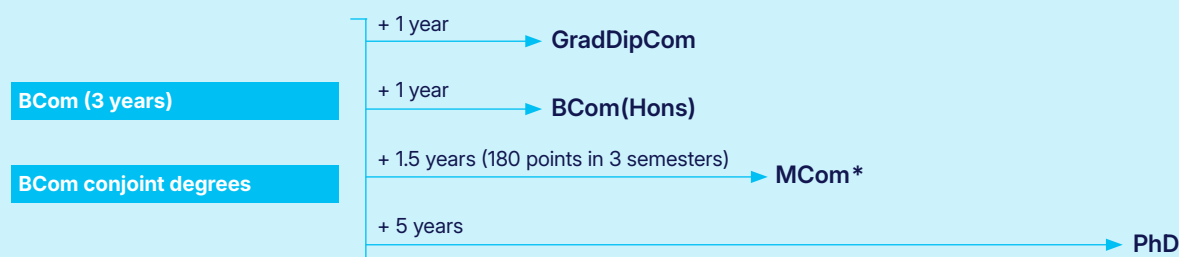 + 1 year
GradDipCom
BCom (3 years)
+ 1 year
BCom(Hons)
+ 1.5 years (180 points in 3 semesters)
MCom*
BCom conjoint degrees
+ 5 years
PhD